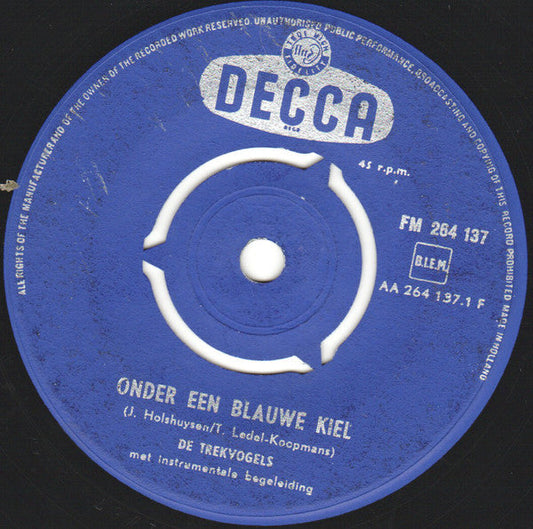 ALL RIGHTS OF THE MANUFACTURER AND OF THE OWNER OF THE RECORDED WORK RESERVED. UNAUTHORISED PUBLIC PERFORMANCE, BROADCASTING AND COPYING OF THIS RECORD PROHIBITED MADE IN HOLLAND
DECCA
45 r.p.m.
FM 264 137
B.I.E.M.
AA 264 137.1 F
ONDER EEN BLAUWE KIEL
(J. Holshuysen/T. Ledel-Koopmans)
DE TREKVOGELS
met instrumentale begeleiding